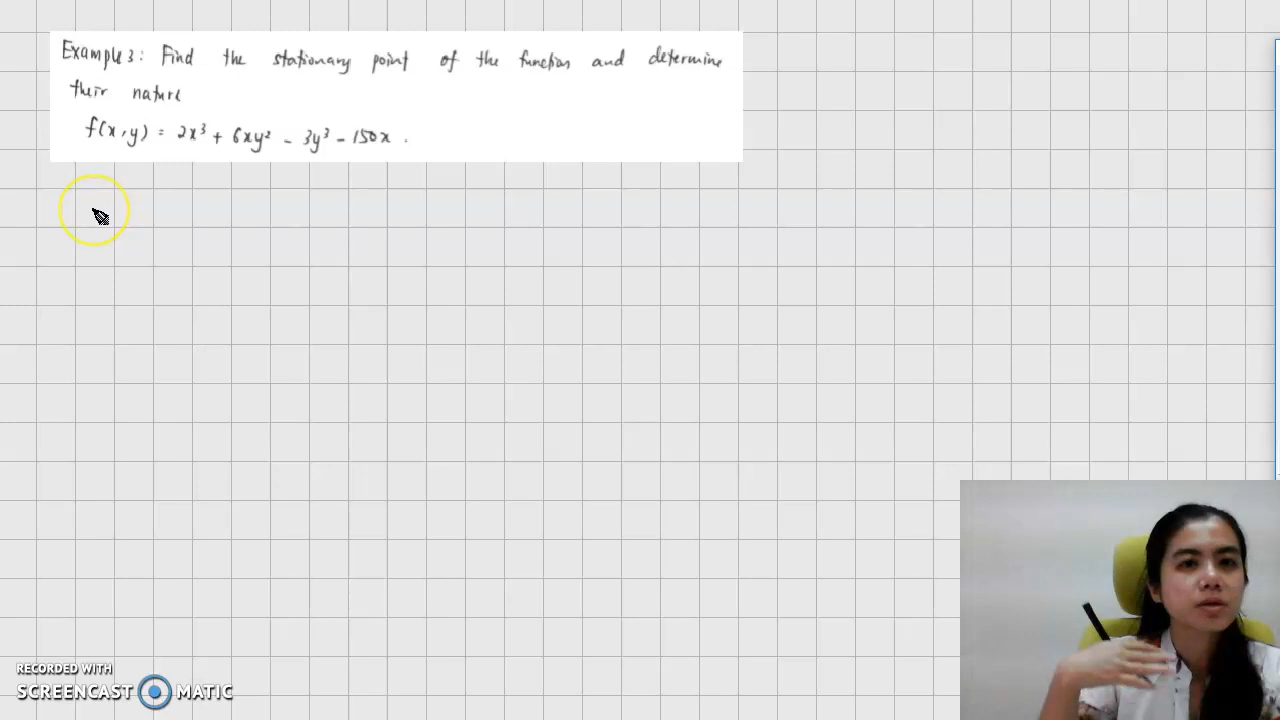 Example 3: Find the stationary point of the function and determine
their nature
f(x,y) = 2x³ + 6xy² - 3y³ - 150x .
RECORDED WITH
SCREENCAST MATIC